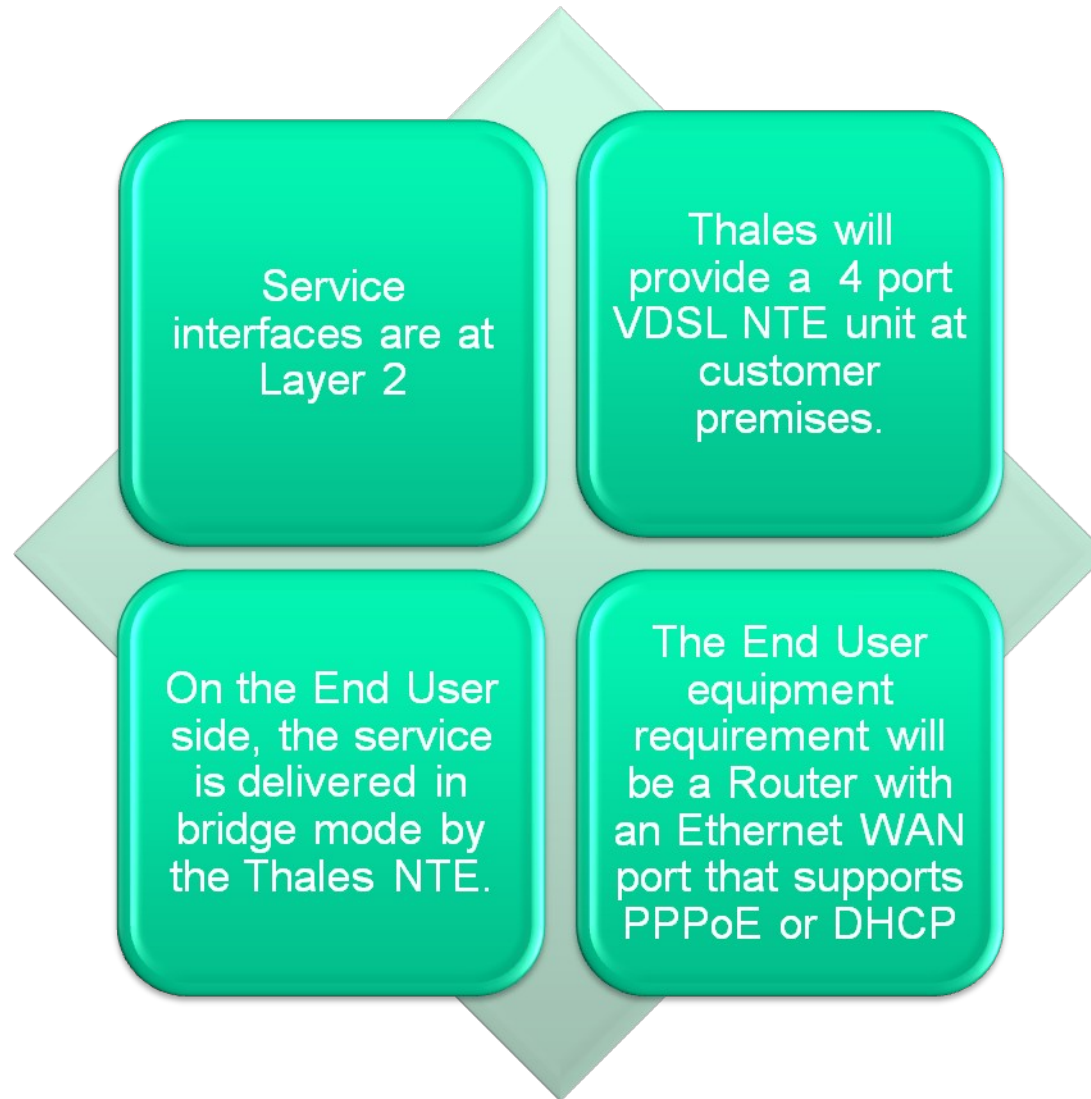 Service
interfaces are at
Layer 2
Thales will
provide a  4 port
VDSL NTE unit at
customer
premises.
On the End User
side, the service
is delivered in
bridge mode by
the Thales NTE.
The End User
equipment
requirement will
be a Router with
an Ethernet WAN
port that supports
PPPoE or DHCP